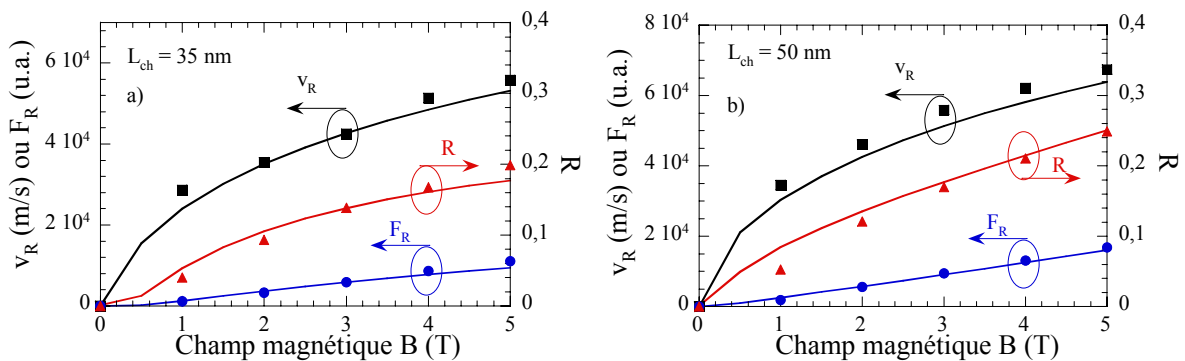 v_R (m/s) ou F_R (u.a.)
6 10⁴
4 10⁴
2 10⁴
0
L_ch = 35 nm
a)
v_R
R
F_R
0,4
0,3
0,2
0,1
0
R
0 1 2 3 4 5
Champ magnétique B (T)
v_R (m/s) ou F_R (u.a.)
8 10⁴
6 10⁴
4 10⁴
2 10⁴
0
L_ch = 50 nm
b)
v_R
R
F_R
0,4
0,3
0,2
0,1
0
R
0 1 2 3 4 5
Champ magnétique B (T)